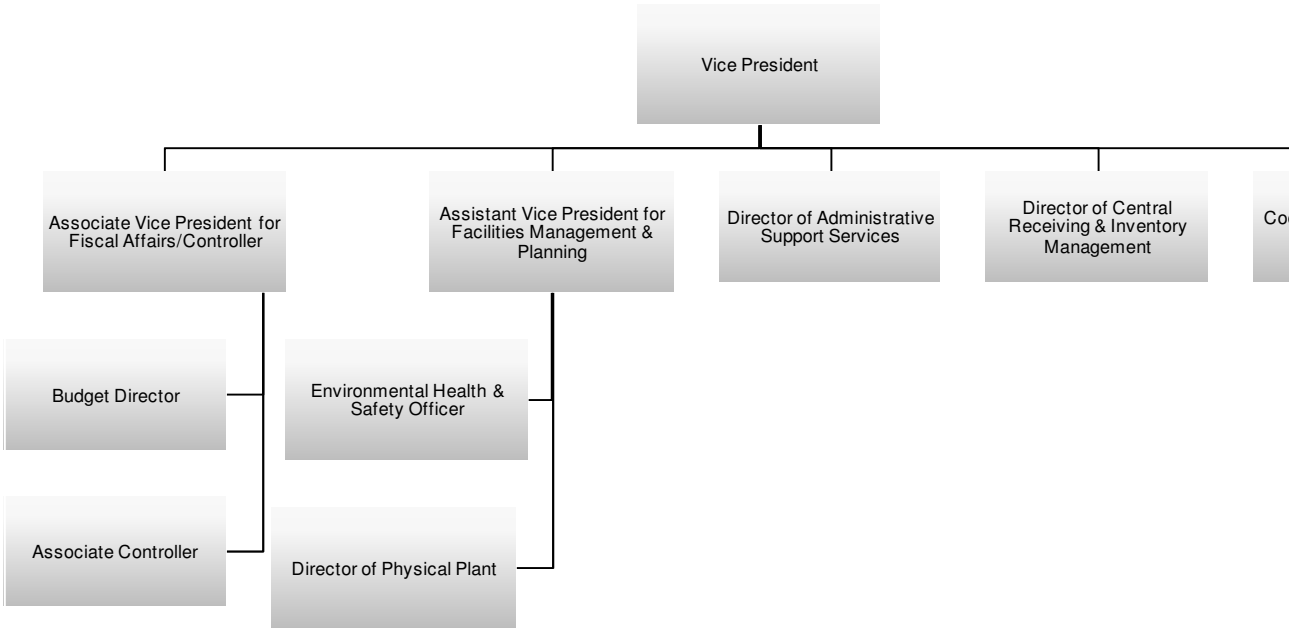 Vice President
Associate Vice President for
Fiscal Affairs/Controller
Assistant Vice President for
Facilities Management &
Planning
Director of Administrative
Support Services
Director of Central
Receiving & Inventory
Management
Budget Director
Environmental Health &
Safety Officer
Associate Controller
Director of Physical Plant